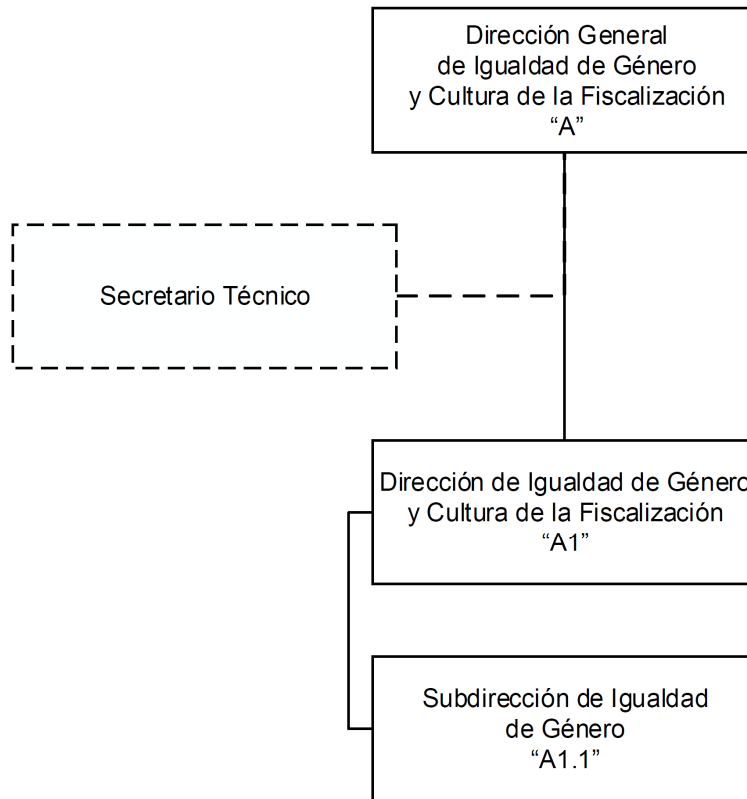 Dirección General
de Igualdad de Género
y Cultura de la Fiscalización
“A”
Secretario Técnico
Dirección de Igualdad de Género
y Cultura de la Fiscalización
“A1”
Subdirección de Igualdad
de Género
“A1.1”